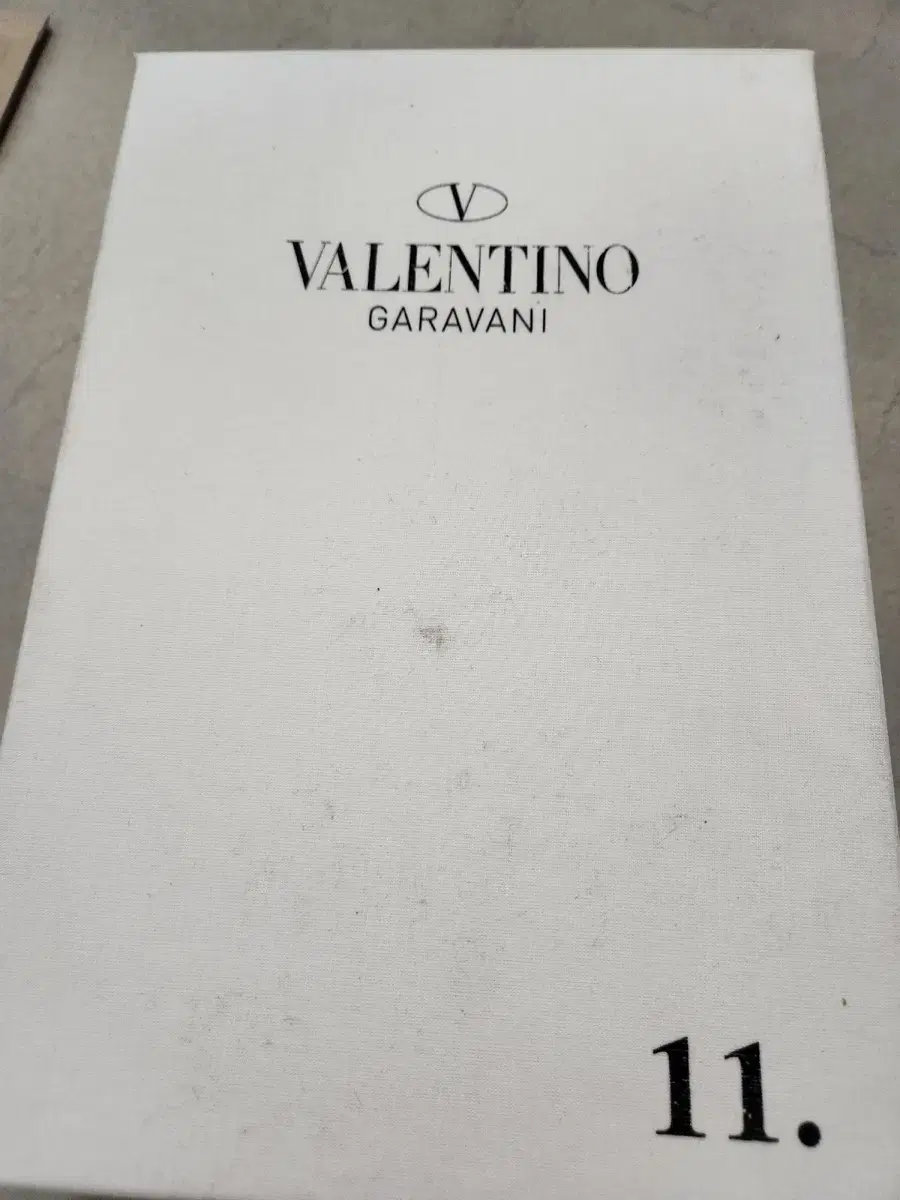 V
VALENTINO
GARAVANI
11.